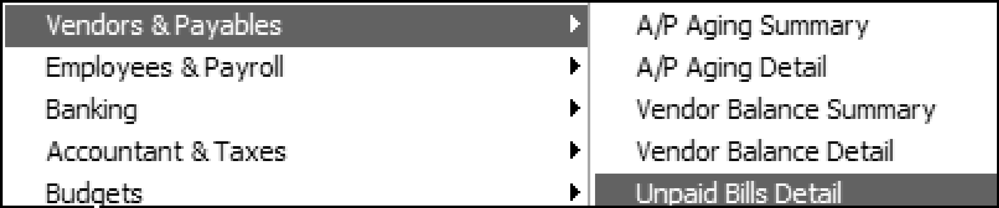 Vendors & Payables
Employees & Payroll
Banking
Accountant & Taxes
Budgets
A/P Aging Summary
A/P Aging Detail
Vendor Balance Summary
Vendor Balance Detail
Unpaid Bills Detail